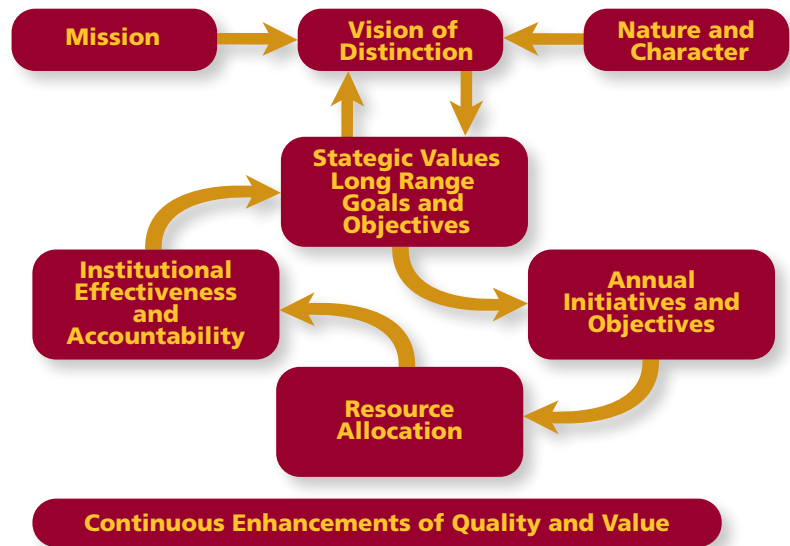 Mission
Vision of
Distinction
Nature and
Character
Stategic Values
Long Range
Goals and
Objectives
Institutional
Effectiveness
and
Accountability
Annual
Initiatives and
Objectives
Resource
Allocation
Continuous Enhancements of Quality and Value